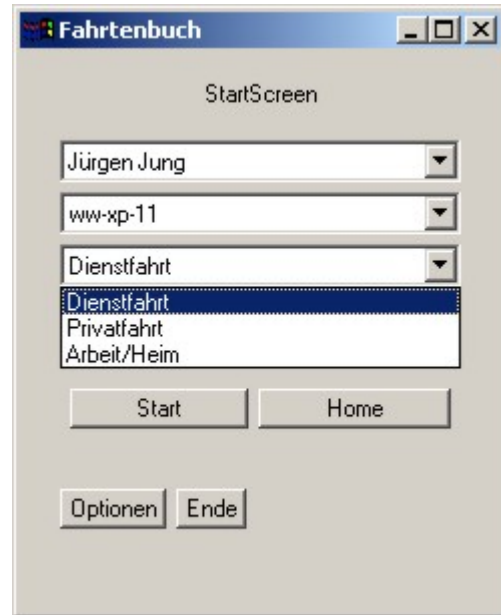 Fahrtenbuch
StartScreen
Jürgen Jung
ww-xp-11
Dienstfahrt
Dienstfahrt
Privatfahrt
Arbeit/Heim
Start Home
Optionen Ende